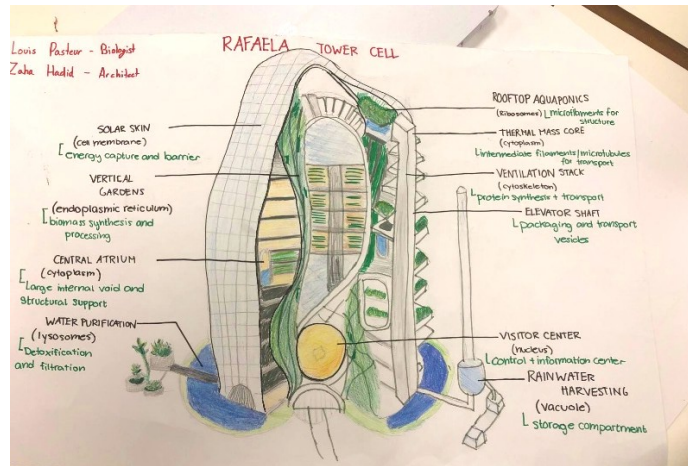 RAFAELA TOWER CELL
Louis Pasteur - Biologist
Zaha Hadid - Architect
SOLAR SKIN
(cell membrane)
energy capture and barrier
VERTICAL
GARDENS
(endoplasmic reticulum)
biomass synthesis and
processing
CENTRAL ATRIUM
(cytoplasm)
Large internal void and
structural support
WATER PURIFICATION
(lysosomes)
Detoxification
and filtration
ROOFTOP AQUAPONICS
(Ribosomes) microfilaments for
structure
THERMAL MASS CORE
(cytoplasm)
intermediate filaments/microtubules
for transport
VENTILATION STACK
(cytoskeleton)
protein synthesis + transport
ELEVATOR SHAFT
packaging and transport
vesicles
VISITOR CENTER
(nucleus)
control + information center
RAINWATER
HARVESTING
(vacuole)
storage compartment